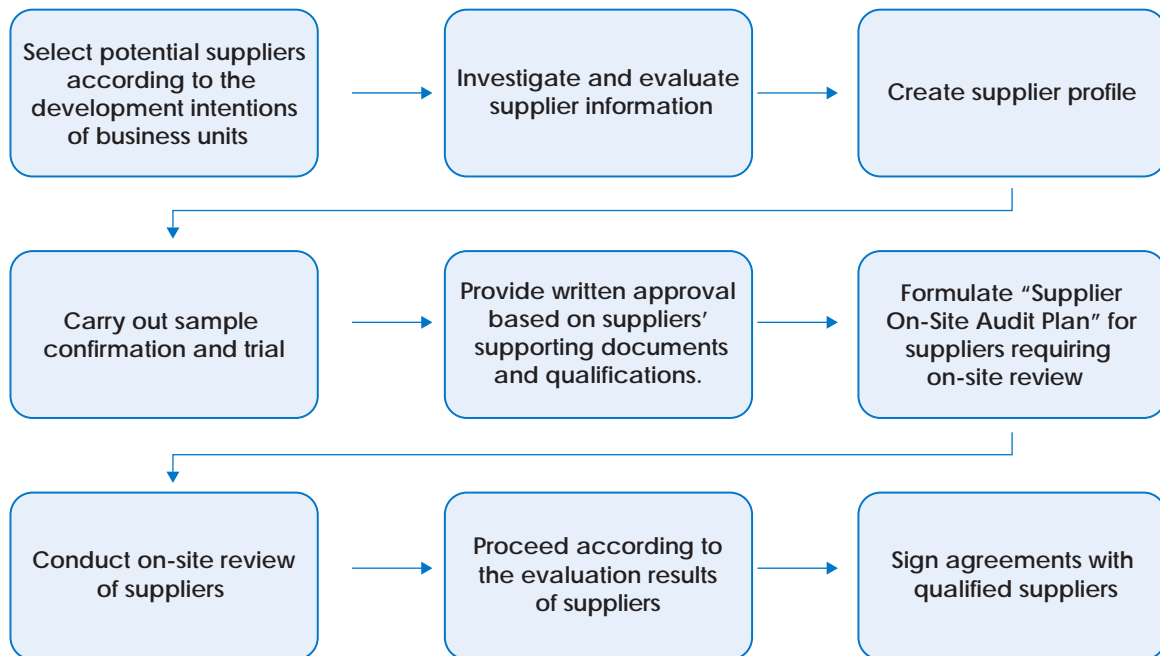 Select potential suppliers
according to the
development intentions
of business units
Investigate and evaluate
supplier information
Create supplier profile
Carry out sample
confirmation and trial
Provide written approval
based on suppliers’
supporting documents
and qualifications.
Formulate “Supplier
On-Site Audit Plan” for
suppliers requiring
on-site review
Conduct on-site review
of suppliers
Proceed according to
the evaluation results
of suppliers
Sign agreements with
qualified suppliers